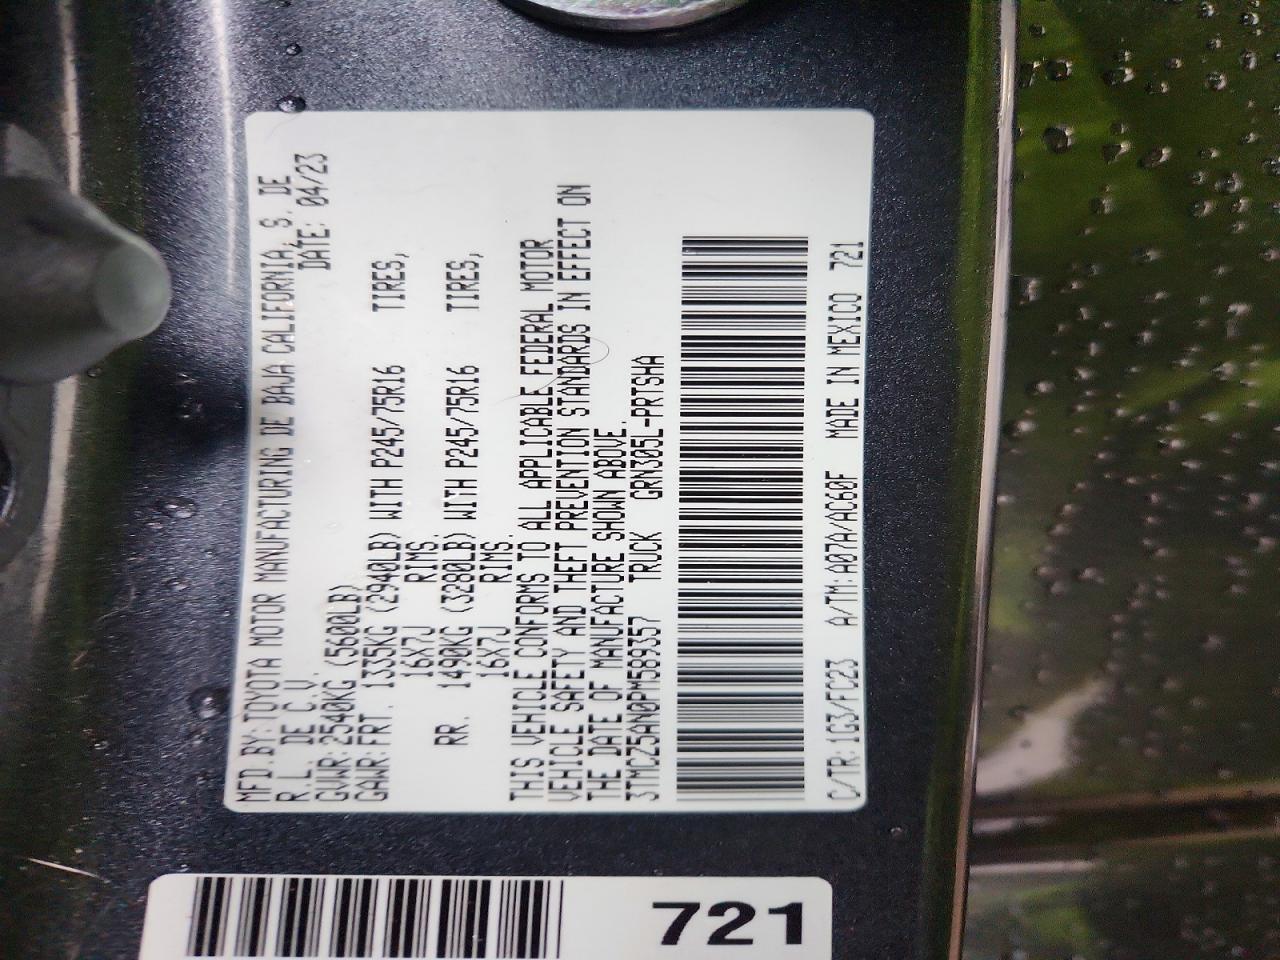 MFD.BY:TOYOTA MOTOR MANUFACTURING DE BAJA CALIFORNIA, S. DE
R.L. DE C.V. DATE: 04/23
GVWR:2540KG (5600LB)
GAWR:FRT. 1335KG (2940LB) WITH P245/75R16 TIRES,
16X7J RIMS.
RR. 1490KG (3280LB) WITH P245/75R16 TIRES,
16X7J RIMS.
THIS VEHICLE CONFORMS TO ALL APPLICABLE FEDERAL MOTOR
VEHICLE SAFETY AND THEFT PREVENTION STANDARDS IN EFFECT ON
THE DATE OF MANUFACTURE SHOWN ABOVE.
3TMCZ5AN0PM589357 TRUCK GRN305L-PRTSHA
C/TR:1G3/FC23 A/TM:A07A/AC60F MADE IN MEXICO 721
721